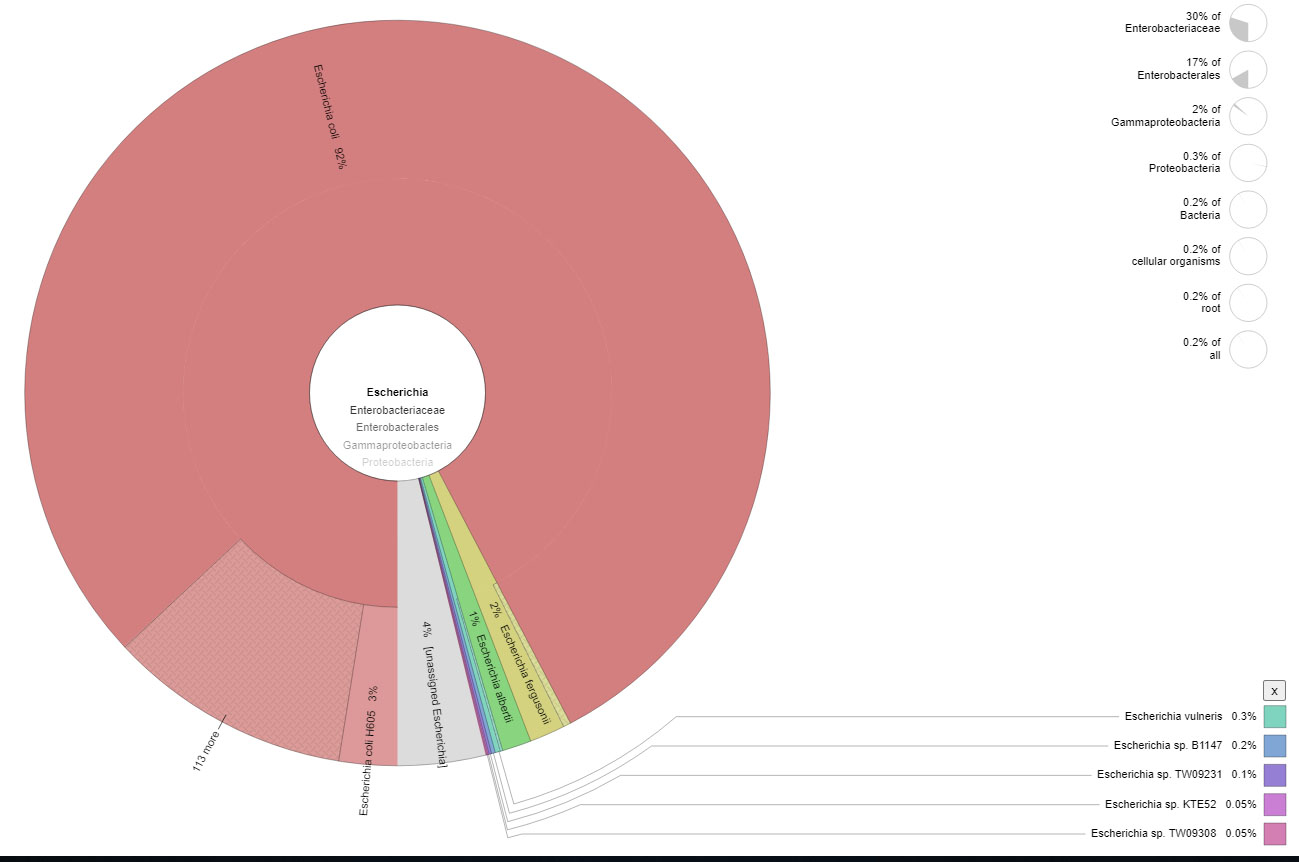 30% of
Enterobacteriaceae
17% of
Enterobacterales
2% of
Gammaproteobacteria
0.3% of
Proteobacteria
0.2% of
Bacteria
0.2% of
cellular organisms
0.2% of
root
0.2% of
all
Escherichia coli 92%
Escherichia
Enterobacteriaceae
Enterobacterales
Gammaproteobacteria
Proteobacteria
113 more
Escherichia coli H605 3%
4% [unassigned Escherichia]
1% Escherichia albertii
2% Escherichia fergusonii
x
Escherichia vulneris 0.3%
Escherichia sp. B1147 0.2%
Escherichia sp. TW09231 0.1%
Escherichia sp. KTE52 0.05%
Escherichia sp. TW09308 0.05%